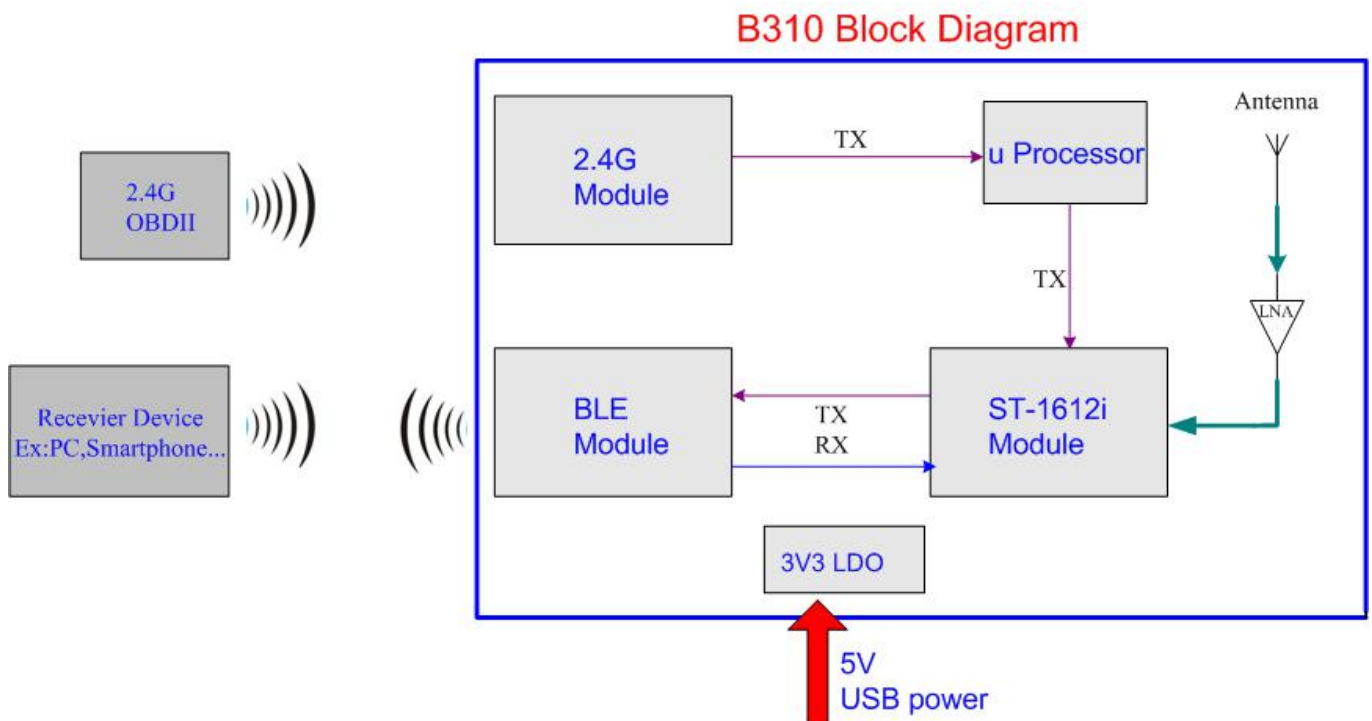 B310 Block Diagram
Antenna
2.4G
OBDII
2.4G
Module
TX
u Processor
TX
LNA
Recevier Device
Ex:PC,Smartphone...
BLE
Module
TX
RX
ST-1612i
Module
3V3 LDO
5V
USB power